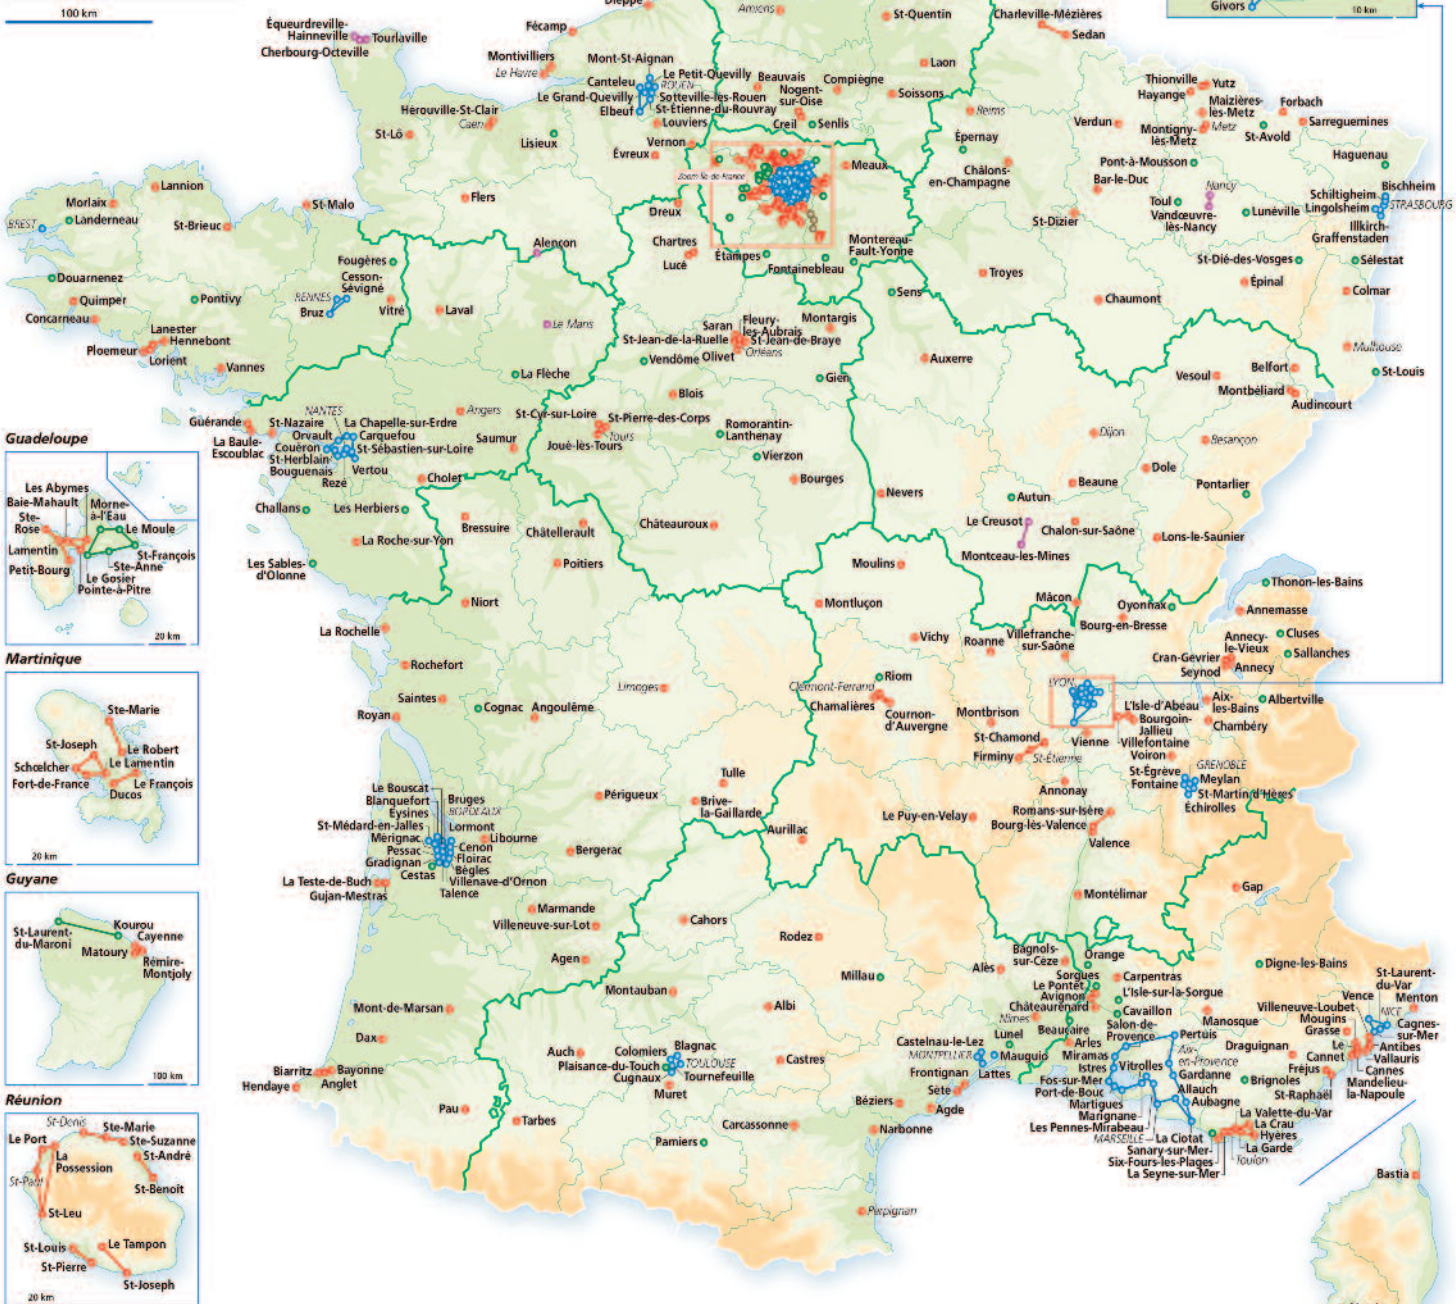 100 km
Dieppe
Amiens
St-Quentin
Charleville-Mézières
Sedan
Givors
10 km
Équeurdreville-
Hainneville
Tourlaville
Cherbourg-Octeville
Fécamp
Montivilliers
Le Havre
Mont-St-Aignan
Canteleu
Le Petit-Quevilly
ROUEN
Le Grand-Quevilly
Sotteville-lès-Rouen
Elbeuf
St-Étienne-du-Rouvray
Louviers
Beauvais
Nogent-
sur-Oise
Compiègne
Creil
Senlis
Laon
Soissons
Reims
Thionville
Yutz
Hayange
Maizières-
lès-Metz
Forbach
Sarreguemines
Verdun
Montigny-
lès-Metz
Metz
St-Avold
Hérouville-St-Clair
Caen
St-Lô
Lisieux
Vernon
Évreux
Zoom Île-de-France
Meaux
Épernay
Châlons-
en-Champagne
Pont-à-Mousson
Bar-le-Duc
Haguenau
Nancy
Toul
Vandœuvre-
lès-Nancy
Lunéville
Schiltigheim
Bischheim
Lingolsheim
STRASBOURG
Illkirch-
Graffenstaden
Lannion
Morlaix
BREST
Landerneau
St-Brieuc
St-Malo
Flers
Dreux
St-Dizier
Alençon
Chartres
Lucé
Étampes
Fontainebleau
Montereau-
Fault-Yonne
St-Dié-des-Vosges
Sélestat
Fougères
Cesson-
Sévigné
Douarnenez
Quimper
Pontivy
RENNES
Bruz
Vitré
Laval
Concarneau
Sens
Troyes
Chaumont
Épinal
Colmar
Lanester
Hennebont
Ploemeur
Lorient
Vannes
Le Mans
Saran
Fleury-
les-Aubrais
Montargis
St-Jean-de-la-Ruelle
St-Jean-de-Braye
Vendôme
Olivet
Orléans
Auxerre
Mulhouse
La Flèche
Gien
Vesoul
Belfort
St-Louis
Montbéliard
Audincourt
Blois
Guérande
St-Nazaire
La Baule-
Escoublac
NANTES
La Chapelle-sur-Erdre
Orvault
Carquefou
Couëron
St-Sébastien-sur-Loire
St-Herblain
Bouguenais
Vertou
Rezé
Angers
Saumur
St-Cyr-sur-Loire
St-Pierre-des-Corps
Tours
Joué-lès-Tours
Romorantin-
Lanthenay
Vierzon
Dijon
Besançon
Cholet
Bourges
Nevers
Dole
Beaune
Pontarlier
Autun
Challans
Les Herbiers
Bressuire
Châtellerault
Châteauroux
Le Creusot
Chalon-sur-Saône
Montceau-les-Mines
Lons-le-Saunier
La Roche-sur-Yon
Les Sables-
d'Olonne
Poitiers
Moulins
Niort
Montluçon
Mâcon
Oyonnax
Bourg-en-Bresse
Thonon-les-Bains
Annemasse
La Rochelle
Vichy
Roanne
Villefranche-
sur-Saône
Annecy-
le-Vieux
Cluses
Sallanches
Cran-Gevrier
Annecy
Seynod
Rochefort
Saintes
Limoges
Clermont-Ferrand
Riom
Chamalières
LYON
Royan
Cognac
Angoulême
Cournon-
d'Auvergne
Montbrison
L'Isle-d'Abeau
Aix-
les-Bains
Albertville
Bourgoin-
Jallieu
Chambéry
St-Chamond
Vienne
Villefontaine
Firminy
St-Étienne
Voiron
GRENOBLE
St-Égrève
Meylan
Fontaine
St-Martin-d'Hères
Échirolles
Annonay
Tulle
Périgueux
Brive-
la-Gaillarde
Aurillac
Le Puy-en-Velay
Romans-sur-Isère
Bourg-lès-Valence
Valence
Le Bouscat
Blanquefort
Bruges
Eysines
BORDEAUX
St-Médard-en-Jalles
Lormont
Mérignac
Libourne
Pessac
Cenon
Gradignan
Floirac
Cestas
Bègles
Villenave-d'Ornon
Talence
Bergerac
La Teste-de-Buch
Gujan-Mestras
Marmande
Villeneuve-sur-Lot
Cahors
Rodez
Montélimar
Gap
Agen
Millau
Alès
Bagnols-
sur-Cèze
Orange
Sorgues
Carpentras
Digne-les-Bains
Le Pontet
Avignon
L'Isle-sur-la-Sorgue
Châteaurenard
Cavaillon
Nîmes
Manosque
Mont-de-Marsan
Montauban
Albi
St-Laurent-
du-Var
Vence
Menton
Villeneuve-Loubet
Mougins
NICE
Grasse
Cagnes-
sur-Mer
Dax
Beaucaire
Salon-de-
Provence
Pertuis
Lunel
Arles
Castelnau-le-Lez
MONTPELLIER
Mauguio
Miramas
Aix-
en-Provence
Draguignan
Le
Cannet
Antibes
Vallauris
Cannes
Mandelieu-
la-Napoule
Auch
Colomiers
Blagnac
TOULOUSE
Plaisance-du-Touch
Tournefeuille
Cugnaux
Muret
Castres
Frontignan
Lattes
Istres
Vitrolles
Gardanne
Fos-sur-Mer
Port-de-Bouc
Allauch
Brignoles
Fréjus
St-Raphaël
Biarritz
Bayonne
Hendaye
Anglet
Béziers
Sète
Agde
Martigues
Aubagne
Marignane
Les Pennes-Mirabeau
La Valette-du-Var
La Crau
Hyères
La Garde
MARSEILLE
La Ciotat
Sanary-sur-Mer
Six-Fours-les-Plages
Toulon
La Seyne-sur-Mer
Pau
Tarbes
Carcassonne
Narbonne
Pamiers
Perpignan
Bastia
Guadeloupe
Les Abymes
Baie-Mahault
Morne-
à-l'Eau
Ste-
Rose
Le Moule
Lamentin
St-François
Petit-Bourg
Ste-Anne
Le Gosier
Pointe-à-Pitre
20 km
Martinique
Ste-Marie
St-Joseph
Le Robert
Schœlcher
Le Lamentin
Fort-de-France
Le François
Ducos
20 km
Guyane
St-Laurent-
du-Maroni
Kourou
Cayenne
Matoury
Rémire-
Montjoly
100 km
Réunion
St-Denis
Ste-Marie
Le Port
Ste-Suzanne
La
Possession
St-André
St-Paul
St-Benoît
St-Leu
St-Louis
Le Tampon
St-Pierre
St-Joseph
20 km